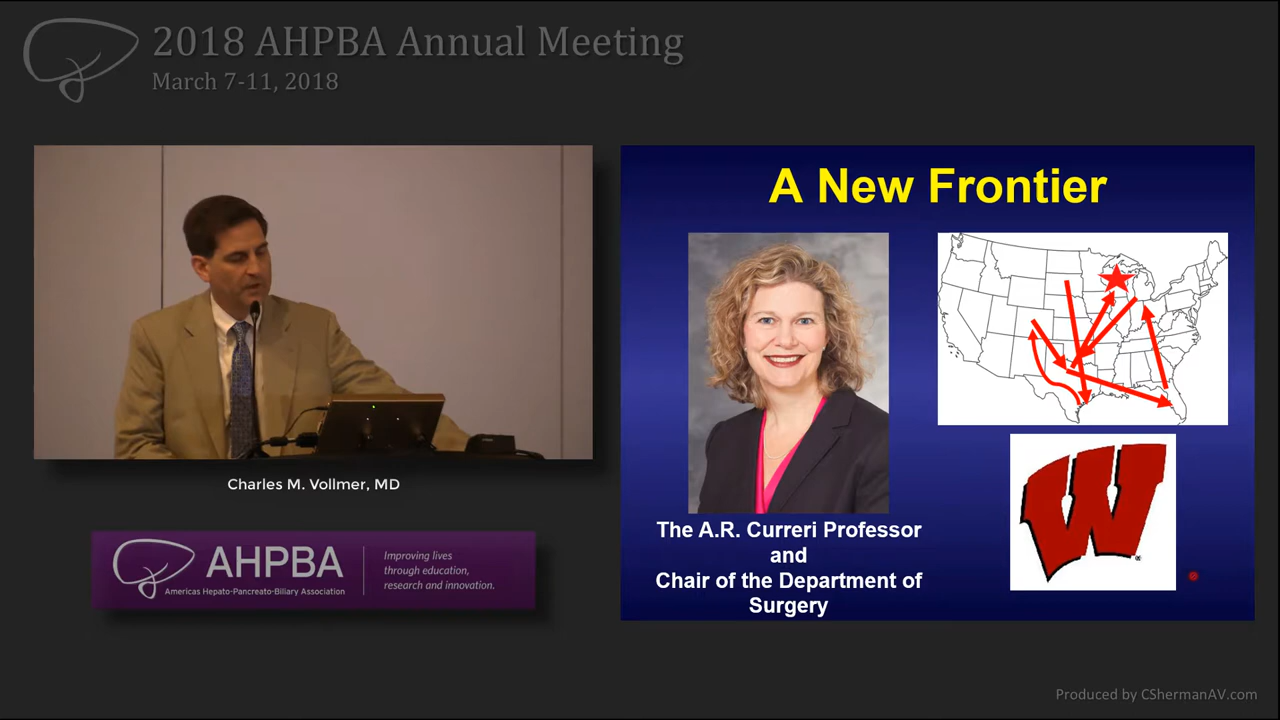 2018 AHPBA Annual Meeting
March 7-11, 2018
A New Frontier
The A.R. Curreri Professor
and
Chair of the Department of
Surgery
W
Charles M. Vollmer, MD
AHPBA
Americas Hepato-Pancreato-Biliary Association
Improving lives
through education,
research and innovation.
Produced by CShermanAV.com